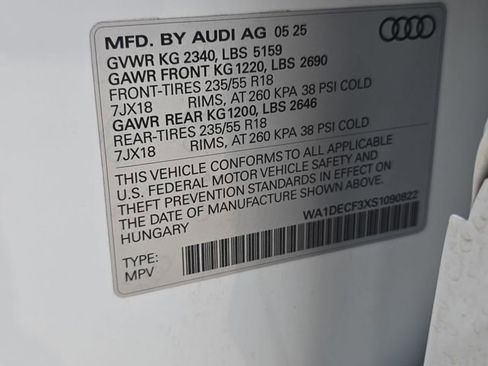 MFD. BY AUDI AG 05 25
GVWR KG 2340, LBS 5159
GAWR FRONT KG 1220, LBS 2690
FRONT-TIRES 235/55 R18
7JX18 RIMS, AT 260 KPA 38 PSI COLD
GAWR REAR KG1200, LBS 2646
REAR-TIRES 235/55 R18
7JX18 RIMS, AT 260 KPA 38 PSI COLD
THIS VEHICLE CONFORMS TO ALL APPLICABLE
U.S. FEDERAL MOTOR VEHICLE SAFETY AND
THEFT PREVENTION STANDARDS IN EFFECT ON
THE DATE OF MANUFACTURE SHOWN ABOVE
HUNGARY
WA1DECF3XS1090822
TYPE:
MPV